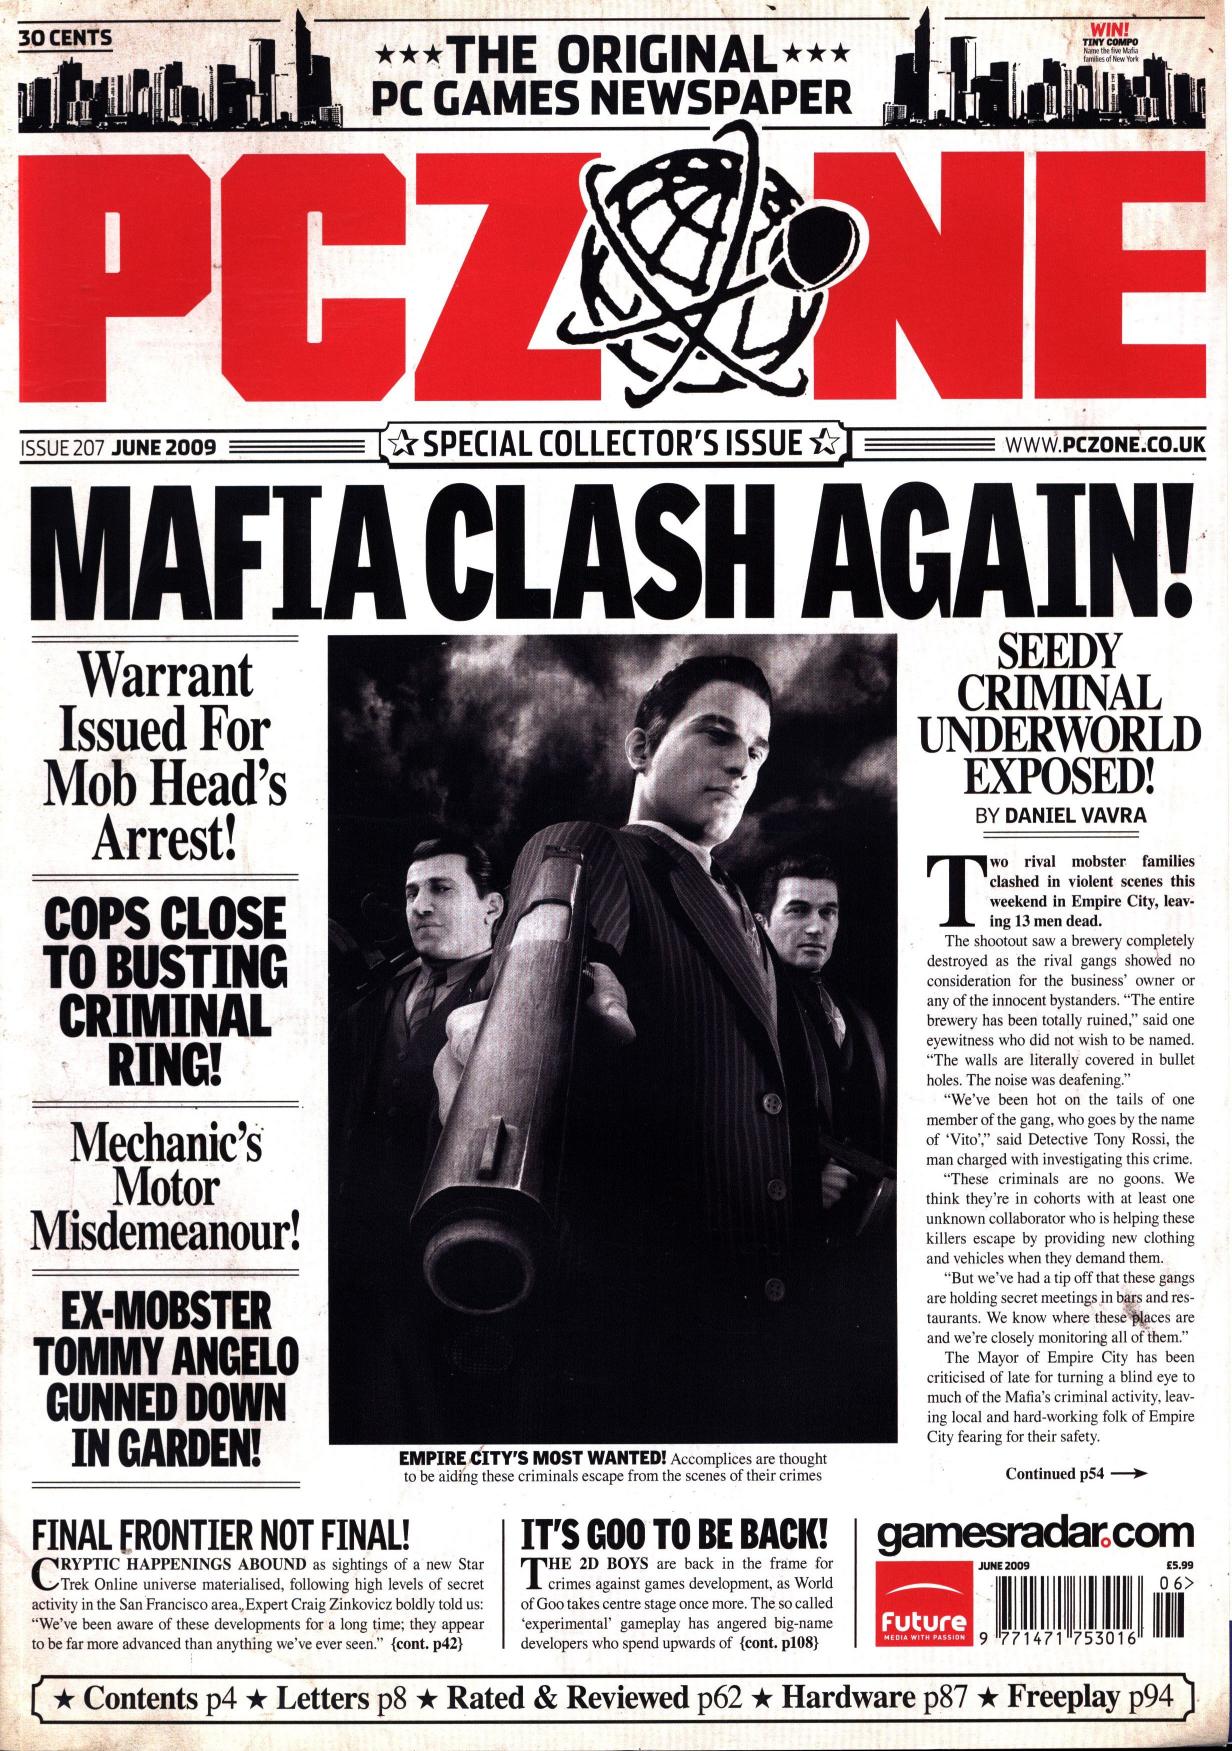 30 CENTS
★★★THE ORIGINAL★★★
PC GAMES NEWSPAPER
WIN!
TINY COMPO
Name the five Mafia
families of New York
PCZONE
ISSUE 207 JUNE 2009
☆ SPECIAL COLLECTOR'S ISSUE ☆
WWW.PCZONE.CO.UK
MAFIA CLASH AGAIN!
Warrant
Issued For
Mob Head's
Arrest!
COPS CLOSE
TO BUSTING
CRIMINAL
RING!
Mechanic's
Motor
Misdemeanour!
EX-MOBSTER
TOMMY ANGELO
GUNNED DOWN
IN GARDEN!
EMPIRE CITY'S MOST WANTED! Accomplices are thought
to be aiding these criminals escape from the scenes of their crimes
SEEDY
CRIMINAL
UNDERWORLD
EXPOSED!
BY DANIEL VAVRA
Two rival mobster families
clashed in violent scenes this
weekend in Empire City, leav-
ing 13 men dead.
The shootout saw a brewery completely
destroyed as the rival gangs showed no
consideration for the business' owner or
any of the innocent bystanders. "The entire
brewery has been totally ruined," said one
eyewitness who did not wish to be named.
"The walls are literally covered in bullet
holes. The noise was deafening."
"We've been hot on the tails of one
member of the gang, who goes by the name
of 'Vito'," said Detective Tony Rossi, the
man charged with investigating this crime.
"These criminals are no goons. We
think they're in cohorts with at least one
unknown collaborator who is helping these
killers escape by providing new clothing
and vehicles when they demand them.
"But we've had a tip off that these gangs
are holding secret meetings in bars and res-
taurants. We know where these places are
and we're closely monitoring all of them."
The Mayor of Empire City has been
criticised of late for turning a blind eye to
much of the Mafia's criminal activity, leav-
ing local and hard-working folk of Empire
City fearing for their safety.
Continued p54 →
FINAL FRONTIER NOT FINAL!
CRYPTIC HAPPENINGS ABOUND as sightings of a new Star
Trek Online universe materialised, following high levels of secret
activity in the San Francisco area. Expert Craig Zinkovicz boldly told us:
"We've been aware of these developments for a long time; they appear
to be far more advanced than anything we've ever seen." {cont. p42}
IT'S GOO TO BE BACK!
THE 2D BOYS are back in the frame for
crimes against games development, as World
of Goo takes centre stage once more. The so called
'experimental' gameplay has angered big-name
developers who spend upwards of {cont. p108}
gamesradar.com
Future
MEDIA WITH PASSION
JUNE 2009
£5.99
06>
9 771471 753016
★ Contents p4 ★ Letters p8 ★ Rated & Reviewed p62 ★ Hardware p87 ★ Freeplay p94